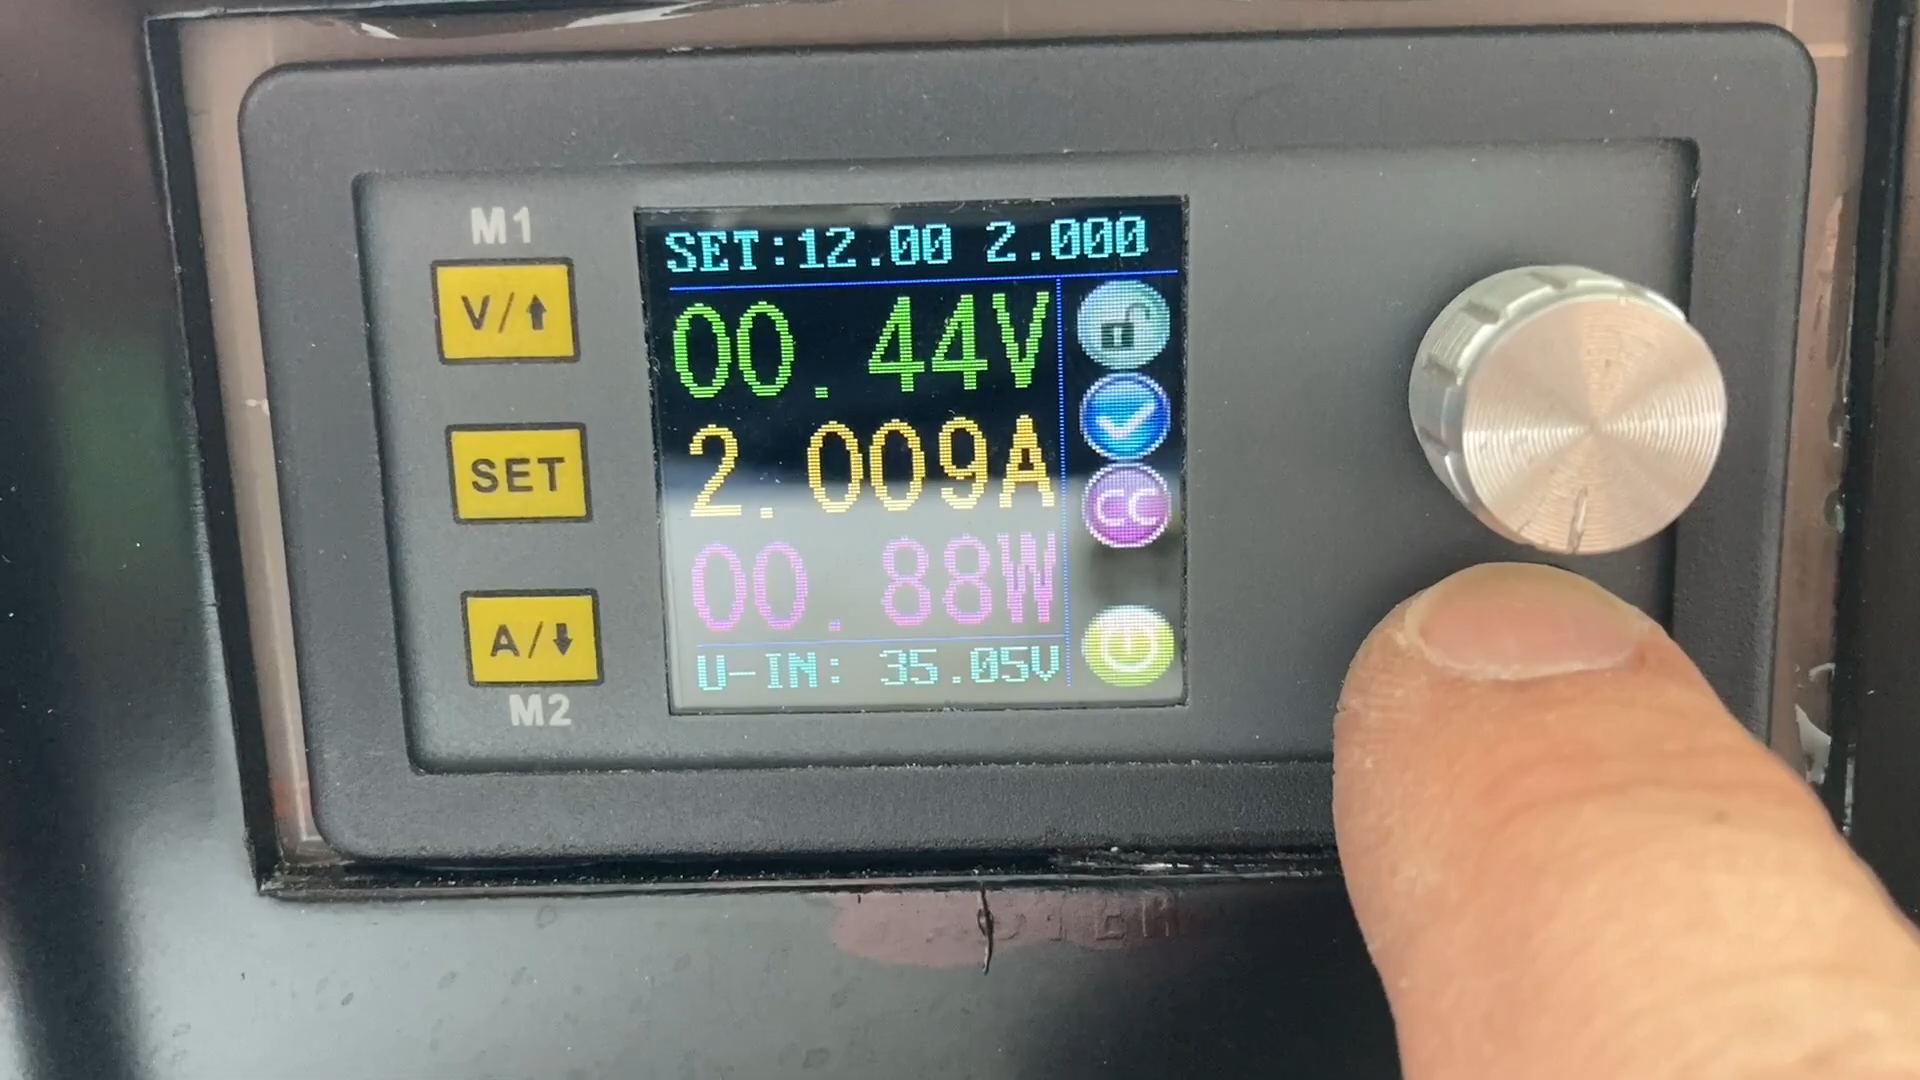 M1
V/⬆
SET
A/⬇
M2
SET:12.00 2.000
00.44V
2.009A
CC
00.88W
U-IN: 35.05V